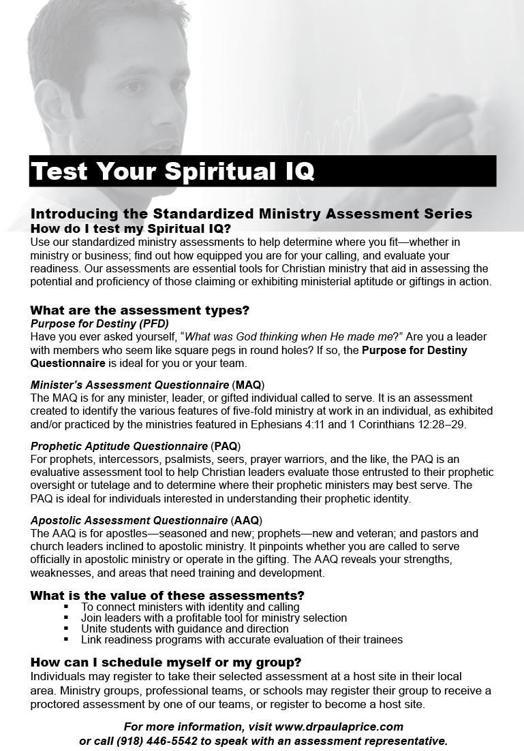 Test Your Spiritual IQ
Introducing the Standardized Ministry Assessment Series
How do I test my Spiritual IQ?
Use our standardized ministry assessments to help determine where you fit—whether in
ministry or business; find out how equipped you are for your calling, and evaluate your
readiness. Our assessments are essential tools for Christian ministry that aid in assessing the
potential and proficiency of those claiming or exhibiting ministerial aptitude or giftings in action.
What are the assessment types?
Purpose for Destiny (PFD)
Have you ever asked yourself, "What was God thinking when He made me?" Are you a leader
with members who seem like square pegs in round holes? If so, the Purpose for Destiny
Questionnaire is ideal for you or your team.
Minister's Assessment Questionnaire (MAQ)
The MAQ is for any minister, leader, or gifted individual called to serve. It is an assessment
created to identify the various features of five-fold ministry at work in an individual, as exhibited
and/or practiced by the ministries featured in Ephesians 4:11 and 1 Corinthians 12:28–29.
Prophetic Aptitude Questionnaire (PAQ)
For prophets, intercessors, psalmists, seers, prayer warriors, and the like, the PAQ is an
evaluative assessment tool to help Christian leaders evaluate those entrusted to their prophetic
oversight or tutelage and to determine where their prophetic ministers may best serve. The
PAQ is ideal for individuals interested in understanding their prophetic identity.
Apostolic Assessment Questionnaire (AAQ)
The AAQ is for apostles—seasoned and new; prophets—new and veteran; and pastors and
church leaders inclined to apostolic ministry. It pinpoints whether you are called to serve
officially in apostolic ministry or operate in the gifting. The AAQ reveals your strengths,
weaknesses, and areas that need training and development.
What is the value of these assessments?
▪ To connect ministers with identity and calling
▪ Join leaders with a profitable tool for ministry selection
▪ Unite students with guidance and direction
▪ Link readiness programs with accurate evaluation of their trainees
How can I schedule myself or my group?
Individuals may register to take their selected assessment at a host site in their local
area. Ministry groups, professional teams, or schools may register their group to receive a
proctored assessment by one of our teams, or register to become a host site.
For more information, visit www.drpaulaprice.com
or call (918) 446-5542 to speak with an assessment representative.